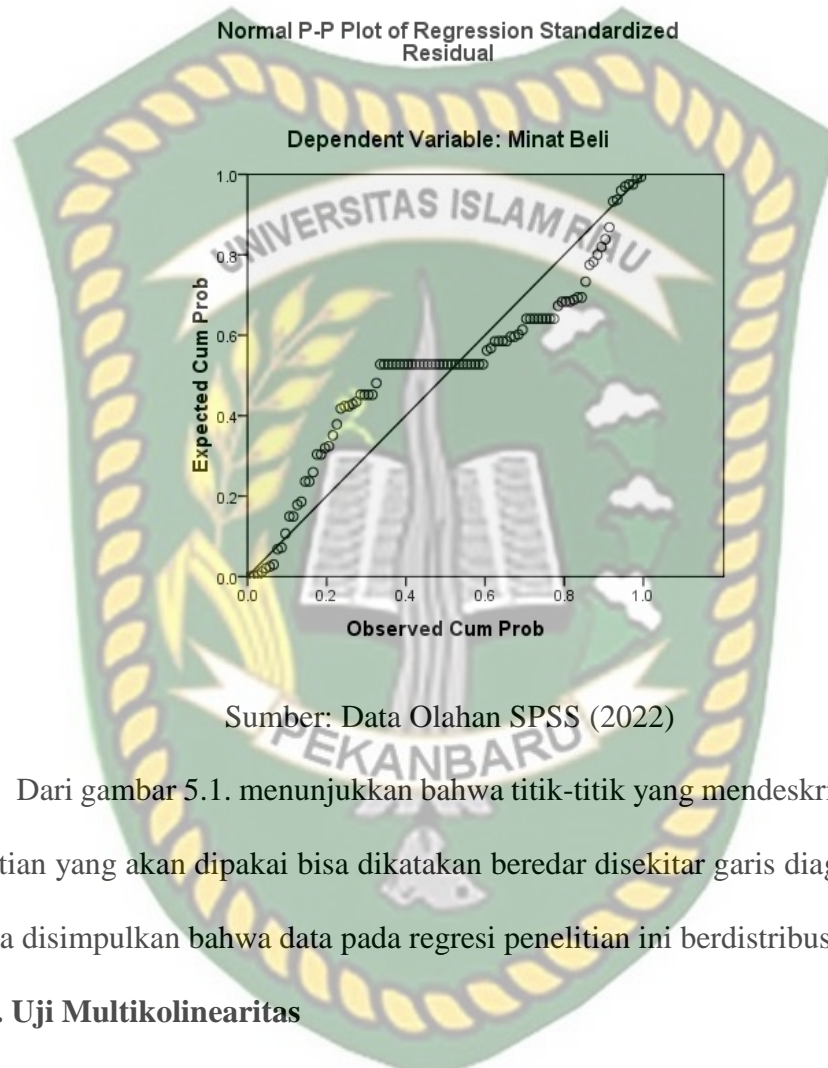 Normal P-P Plot of Regression Standardized
Residual
Dependent Variable: Minat Beli
UNIVERSITAS ISLAM RIAU
1.0
0.8
0.6
0.4
0.2
0.0
Expected Cum Prob
0.0 0.2 0.4 0.6 0.8 1.0
Observed Cum Prob
Sumber: Data Olahan SPSS (2022)
PEKANBARU
Dari gambar 5.1. menunjukkan bahwa titik-titik yang mendeskri
tian yang akan dipakai bisa dikatakan beredar disekitar garis diag
a disimpulkan bahwa data pada regresi penelitian ini berdistribus
. Uji Multikolinearitas